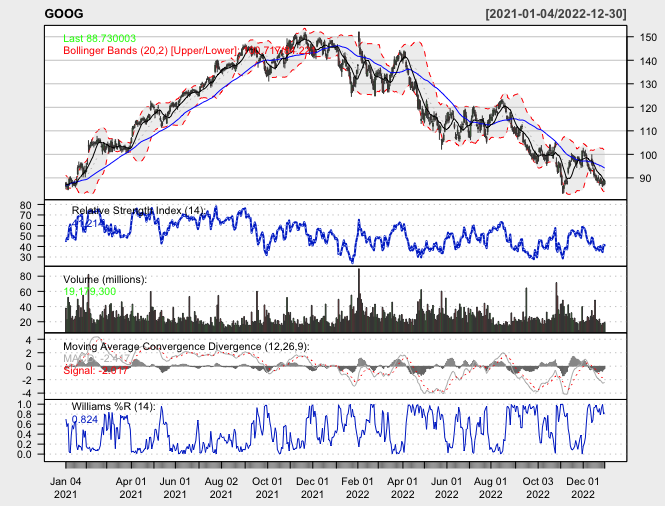 GOOG [2021-01-04/2022-12-30]
Last 88.730003
Bollinger Bands (20,2) [Upper/Lower]:
150
140
130
120
110
100
90
Relative Strength Index (14):
80
70
60
50
40
30
Volume (millions):
19,179,300
80
60
40
20
Moving Average Convergence Divergence (12,26,9):
Signal:
4
2
0
-2
-4
Williams %R (14):
0.824
1.0
0.8
0.6
0.4
0.2
0.0
Jan 04 2021
Apr 01 2021
Jun 01 2021
Aug 02 2021
Oct 01 2021
Dec 01 2021
Feb 01 2022
Apr 01 2022
Jun 01 2022
Aug 01 2022
Oct 03 2022
Dec 01 2022